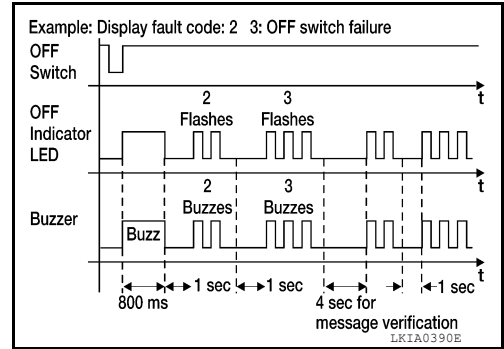 Example: Display fault code: 2 3: OFF switch failure
OFF
Switch
t
2
Flashes
3
Flashes
OFF
Indicator
LED
t
2
Buzzes
3
Buzzes
Buzzer
Buzz
t
1 sec
1 sec
1 sec
800 ms
4 sec for
message verification
LKIA0390E